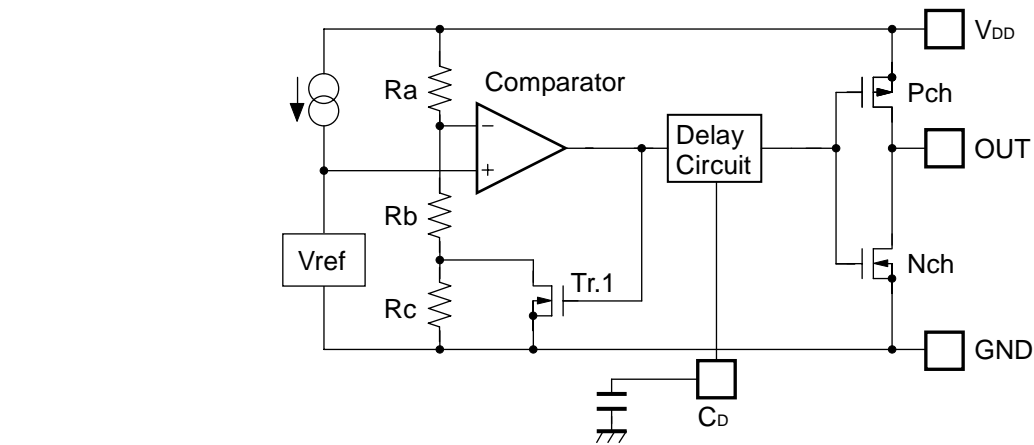 VDD
Ra
Comparator
Pch
−
Delay
Circuit
OUT
+
Rb
Vref
Nch
Tr.1
Rc
GND
CD